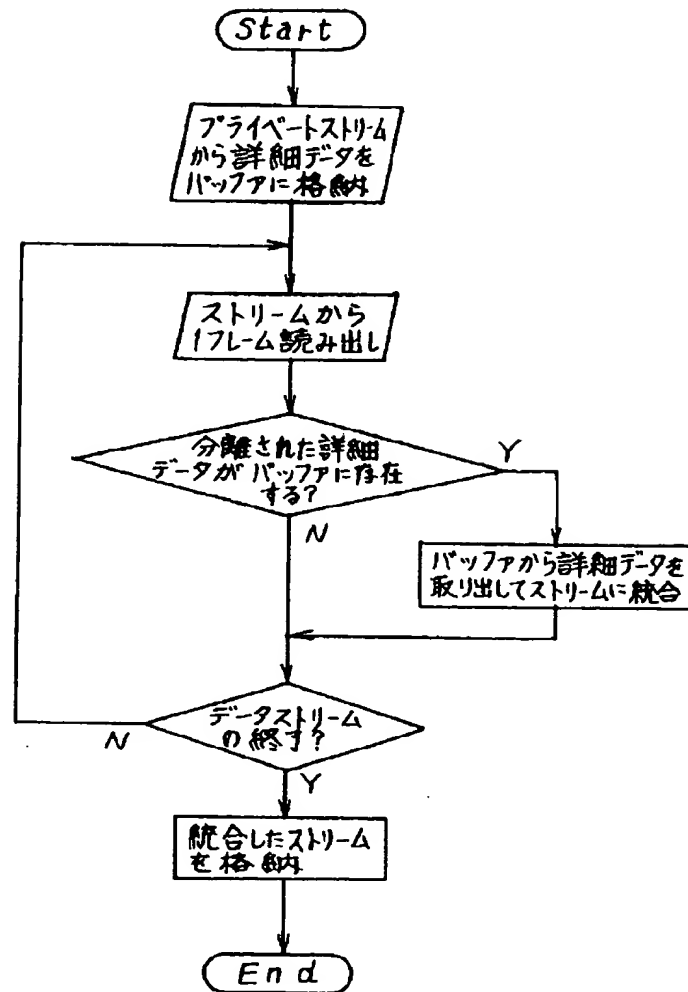 Start
プライベートストリーム
から詳細データを
バッファに格納
ストリームから
1フレーム読み出し
分離された詳細
データがバッファに存在
する?
Y
N
バッファから詳細データを
取り出してストリームに統合
データストリーム
の終了?
N
Y
統合したストリーム
を格納
End